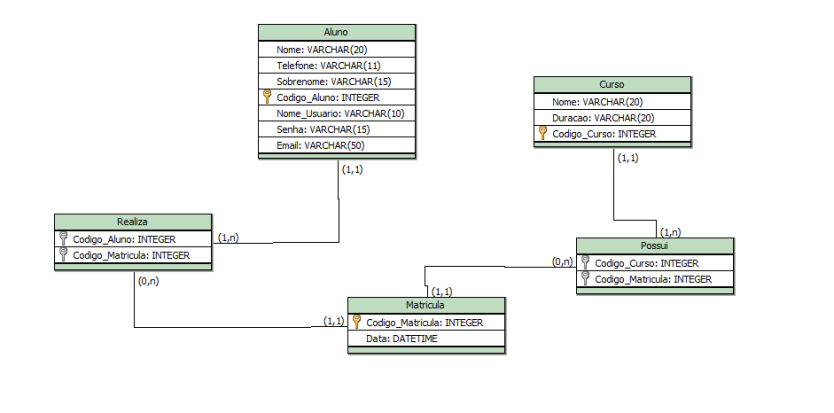 Aluno
Nome: VARCHAR(20)
Telefone: VARCHAR(11)
Sobrenome: VARCHAR(15)
Codigo_Aluno: INTEGER
Nome_Usuario: VARCHAR(10)
Senha: VARCHAR(15)
Email: VARCHAR(50)
(1,1)
Curso
Nome: VARCHAR(20)
Duracao: VARCHAR(20)
Codigo_Curso: INTEGER
(1,1)
Realiza
Codigo_Aluno: INTEGER
Codigo_Matricula: INTEGER
(1,n)
(0,n)
(1,n)
Possui
Codigo_Curso: INTEGER
Codigo_Matricula: INTEGER
(0,n)
(1,1)
Matricula
Codigo_Matricula: INTEGER
Data: DATETIME
(1,1)